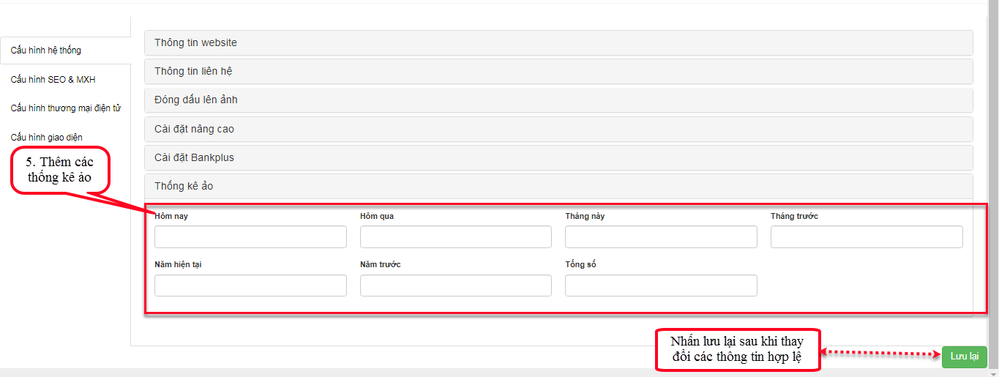 Cấu hình hệ thống
Cấu hình SEO & MXH
Cấu hình thương mại điện tử
Cấu hình giao diện
5. Thêm các
thống kê ảo
Thông tin website
Thông tin liên hệ
Đóng dấu lên ảnh
Cài đặt nâng cao
Cài đặt Bankplus
Thống kê ảo
Hôm nay
Hôm qua
Tháng này
Tháng trước
Năm hiện tại
Năm trước
Tổng số
Nhấn lưu lại sau khi thay
đổi các thông tin hợp lệ
Lưu lại